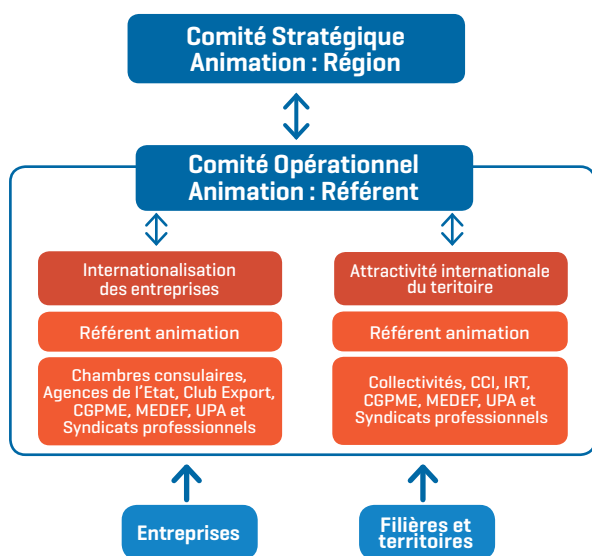 Comité Stratégique
Animation : Région
Comité Opérationnel
Animation : Référent
Internationalisation
des entreprises
Référent animation
Chambres consulaires,
Agences de l'Etat, Club Export,
CGPME, MEDEF, UPA et
Syndicats professionnels
Attractivité internationale
du teritoire
Référent animation
Collectivités, CCI, IRT,
CGPME, MEDEF, UPA et
Syndicats professionnels
Entreprises
Filières et
territoires